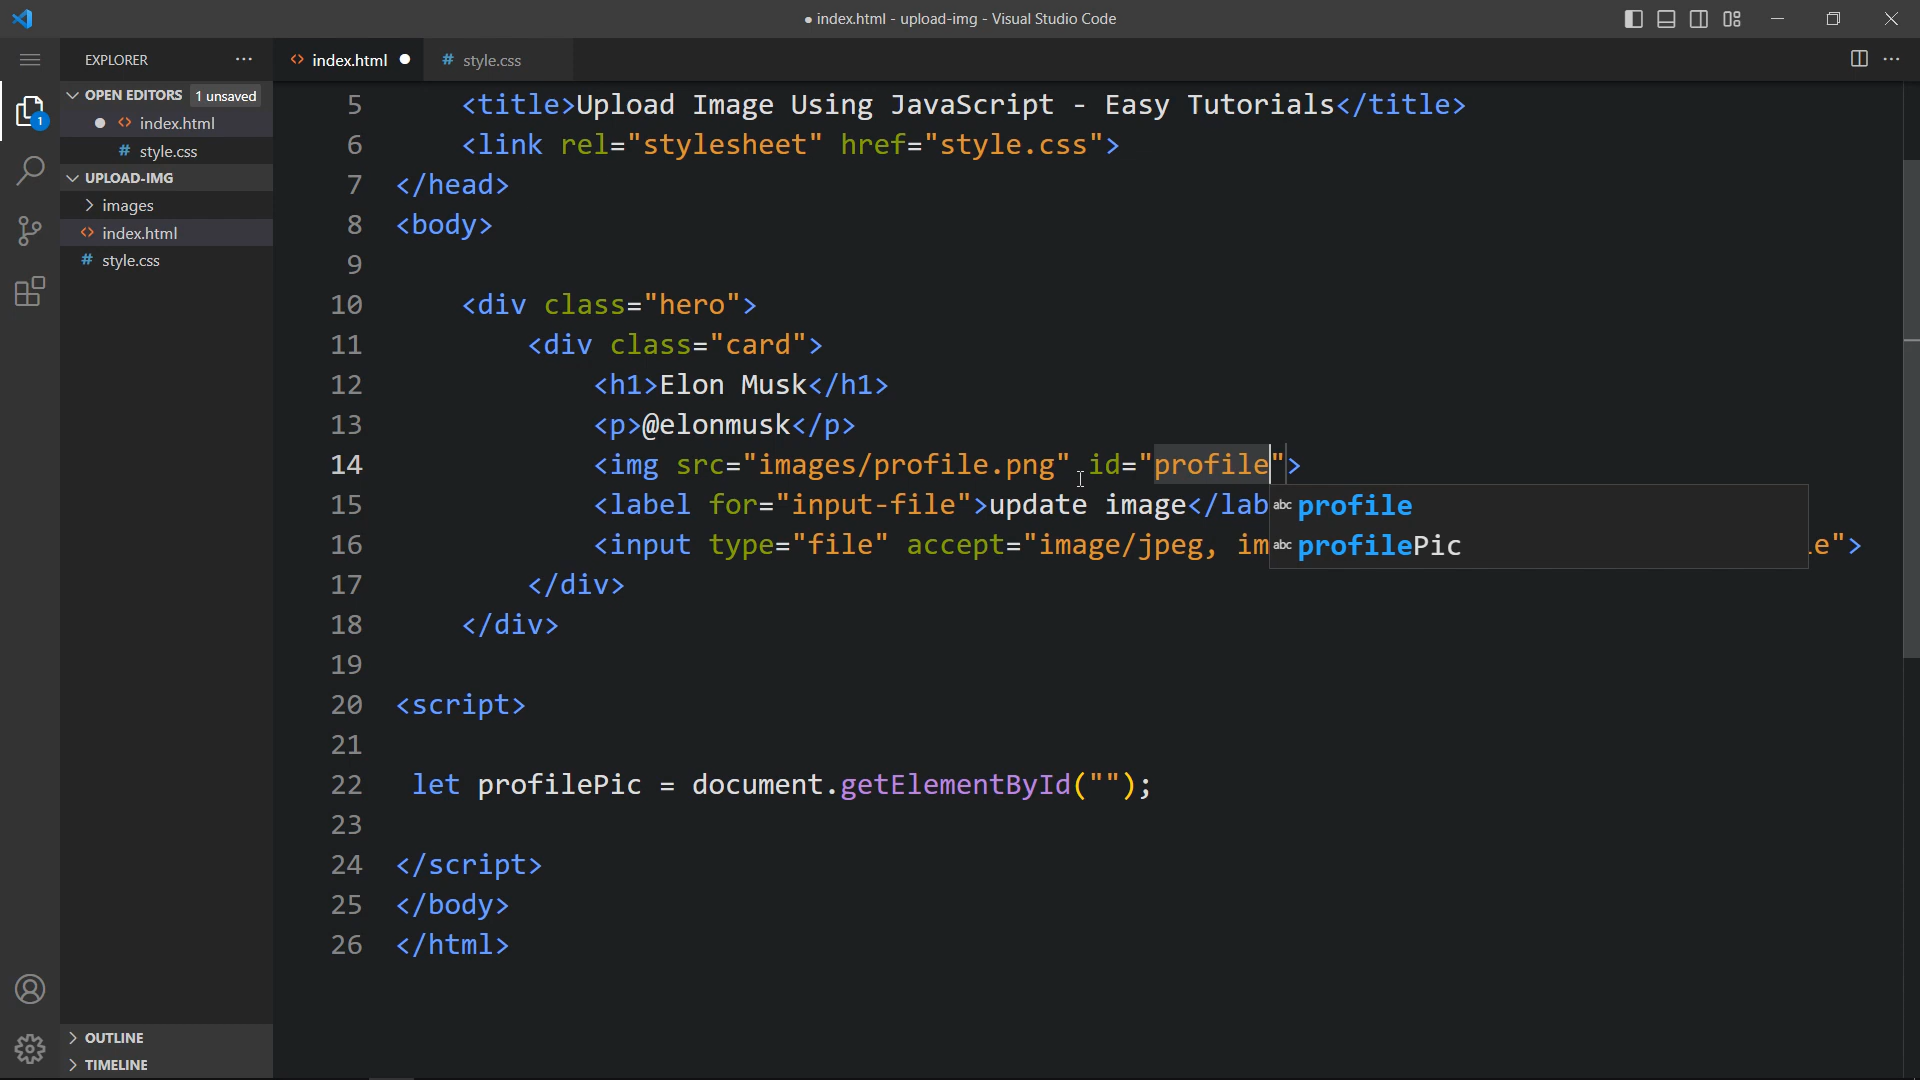 ● index.html - upload-img - Visual Studio Code
EXPLORER ···
<> index.html ●
# style.css
···
OPEN EDITORS 1 unsaved
● <> index.html
# style.css
UPLOAD-IMG
images
<> index.html
# style.css
OUTLINE
TIMELINE
1
5 <title>Upload Image Using JavaScript - Easy Tutorials</title>
6 <link rel="stylesheet" href="style.css">
7 </head>
8 <body>
9
10 <div class="hero">
11 <div class="card">
12 <h1>Elon Musk</h1>
13 <p>@elonmusk</p>
14 <img src="images/profile.png" id="profile">
15 <label for="input-file">update image</lab
abc profile
16 <input type="file" accept="image/jpeg, im
abc profilePic
e">
17 </div>
18 </div>
19
20 <script>
21
22 let profilePic = document.getElementById("");
23
24 </script>
25 </body>
26 </html>